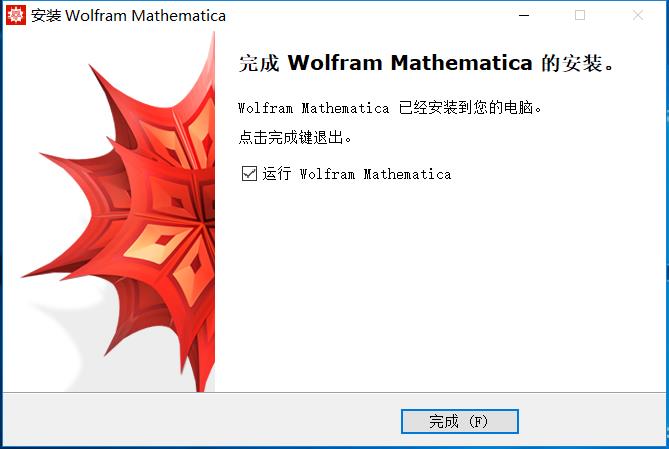 安装 Wolfram Mathematica
完成 Wolfram Mathematica 的安装。
Wolfram Mathematica 已经安装到您的电脑。
点击完成键退出。
运行 Wolfram Mathematica
完成 (F)